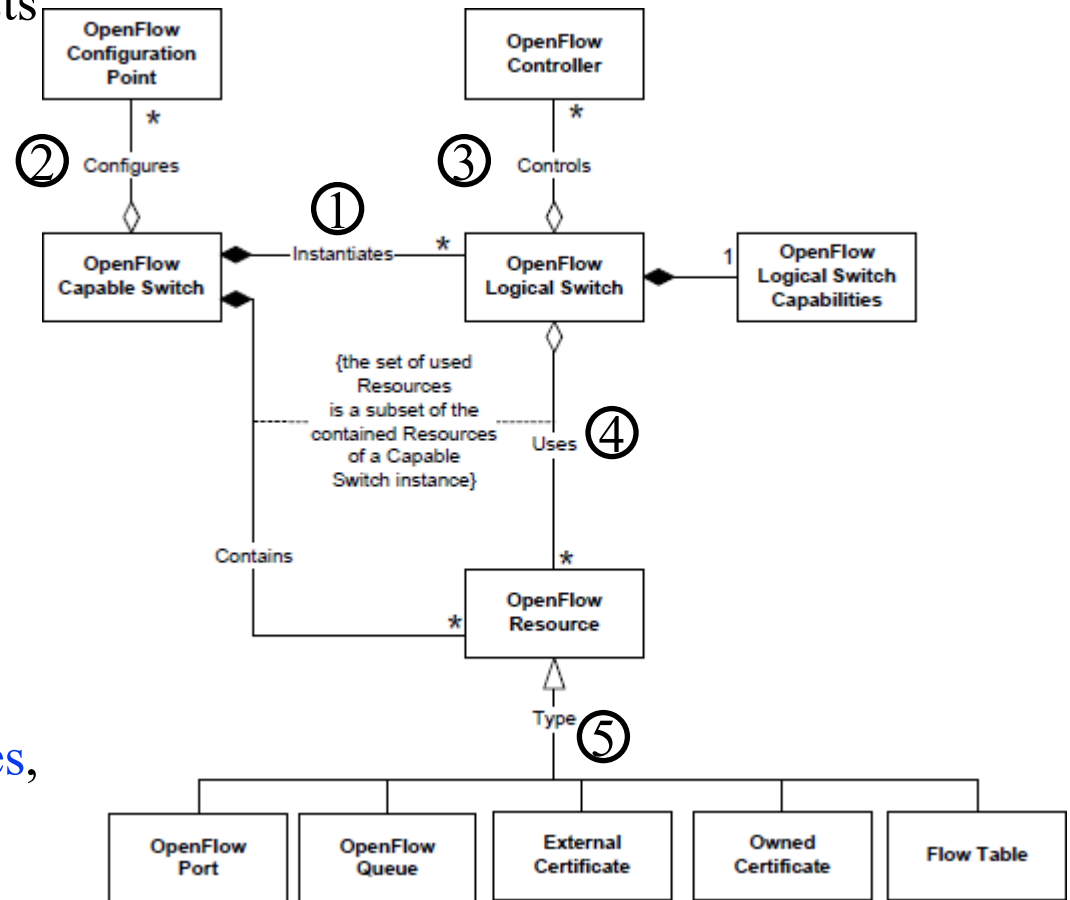 ts
OpenFlow
Configuration
Point
OpenFlow
Controller
*
*
② Configures
③ Controls
①
Instantiates
*
OpenFlow
Capable Switch
OpenFlow
Logical Switch
1
OpenFlow
Logical Switch
Capabilities
{the set of used
Resources
is a subset of the
contained Resources
of a Capable
Switch instance}
Uses ④
Contains
*
*
OpenFlow
Resource
Type ⑤
es,
OpenFlow
Port
OpenFlow
Queue
External
Certificate
Owned
Certificate
Flow Table